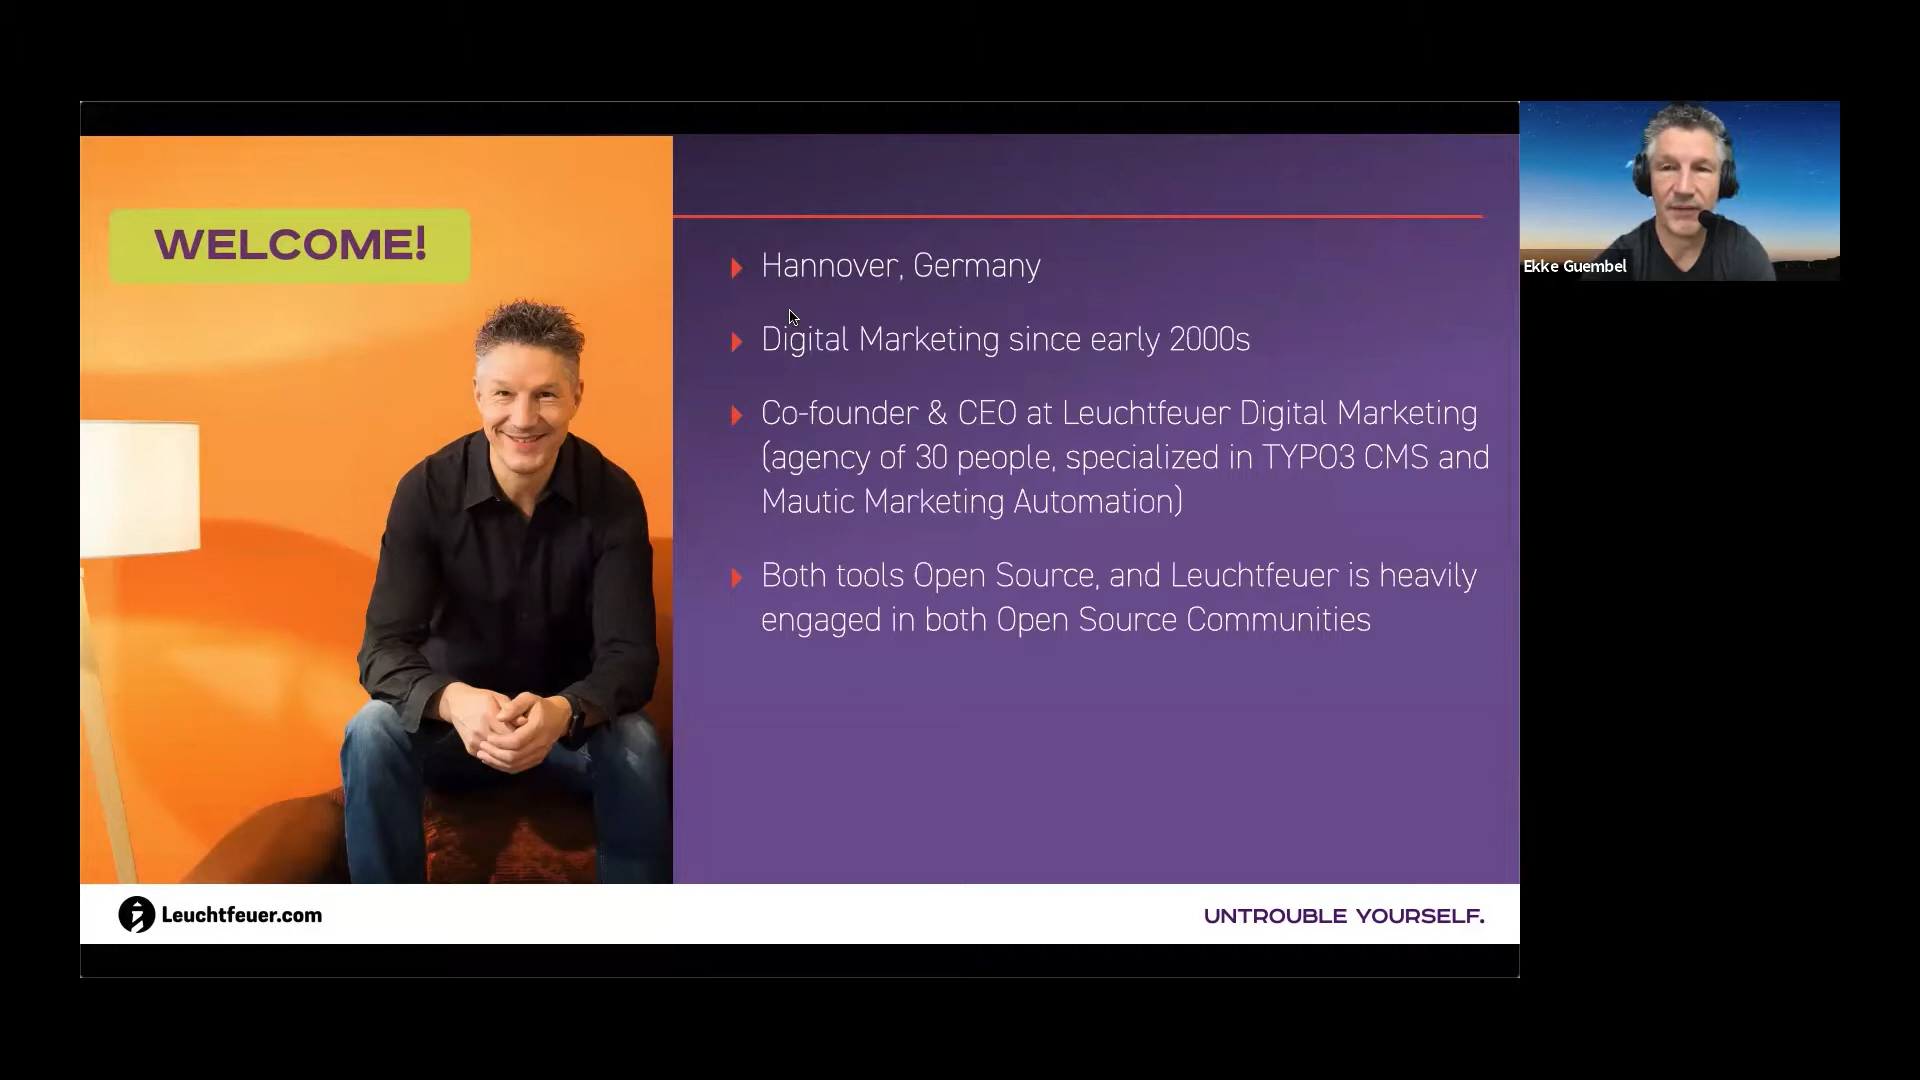 WELCOME!
Hannover, Germany
Digital Marketing since early 2000s
Co-founder & CEO at Leuchtfeuer Digital Marketing
(agency of 30 people, specialized in TYPO3 CMS and
Mautic Marketing Automation)
Both tools Open Source, and Leuchtfeuer is heavily
engaged in both Open Source Communities
Leuchtfeuer.com
UNTROUBLE YOURSELF.
Ekke Guembel